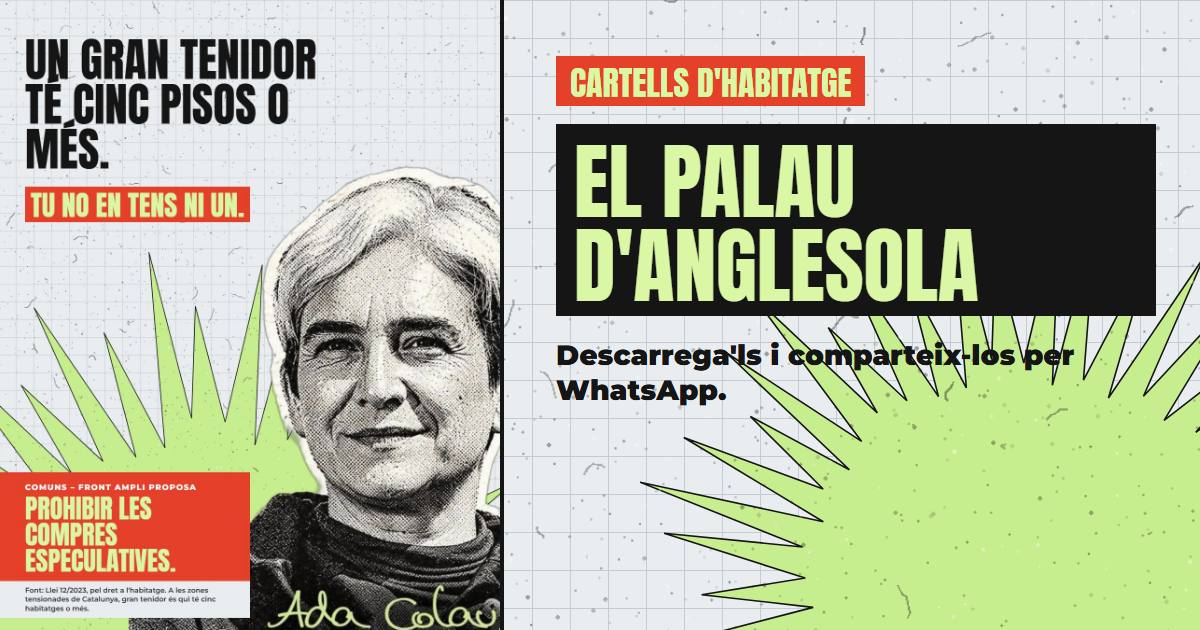 UN GRAN TENIDOR
TÉ CINC PISOS O
MÉS.
TU NO EN TENS NI UN.
COMUNS – FRONT AMPLI PROPOSA
PROHIBIR LES
COMPRES
ESPECULATIVES.
Font: Llei 12/2023, pel dret a l'habitatge. A les zones
tensionades de Catalunya, gran tenidor és qui té cinc
habitatges o més.
Ada Colau
CARTELLS D'HABITATGE
EL PALAU
D'ANGLESOLA
Descarrega'ls i comparteix-los per
WhatsApp.